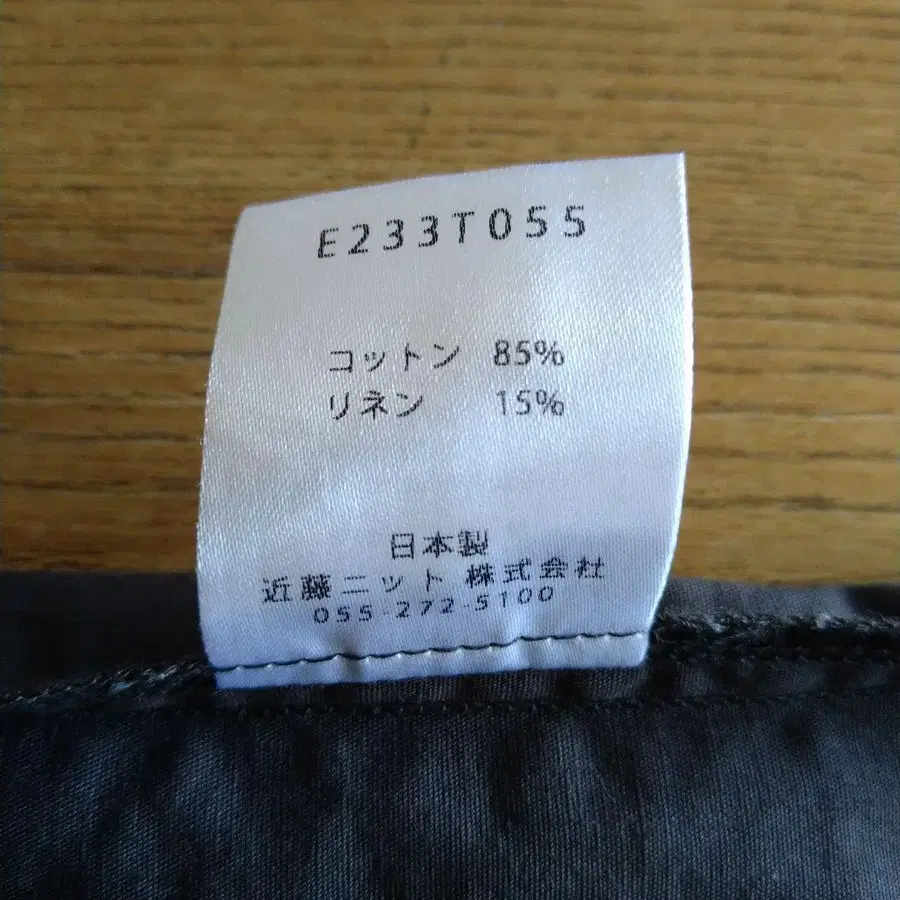 E233T055
コットン 85%
リネン 15%
日本製
近藤ニット 株式会社
055-272-5100